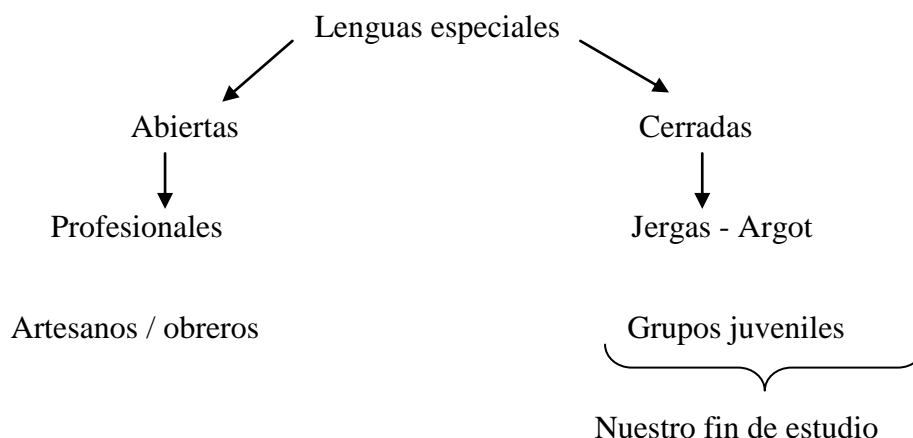 Lenguas especiales
Abiertas
Cerradas
Profesionales
Jergas - Argot
Artesanos / obreros
Grupos juveniles
Nuestro fin de estudio